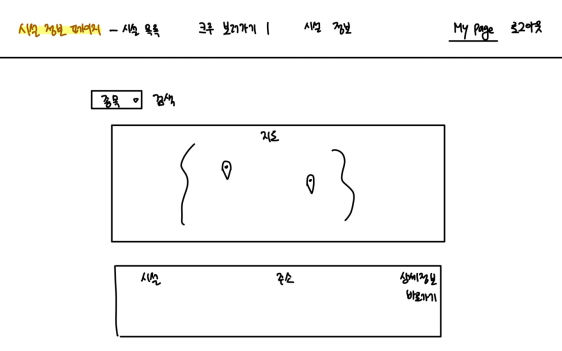 시설 정보 페이지 - 시설 목록 크루 보러가기 | 시설 정보 My Page 로그아웃
종목 검색
지도
시설 주소 상세정보
바로가기